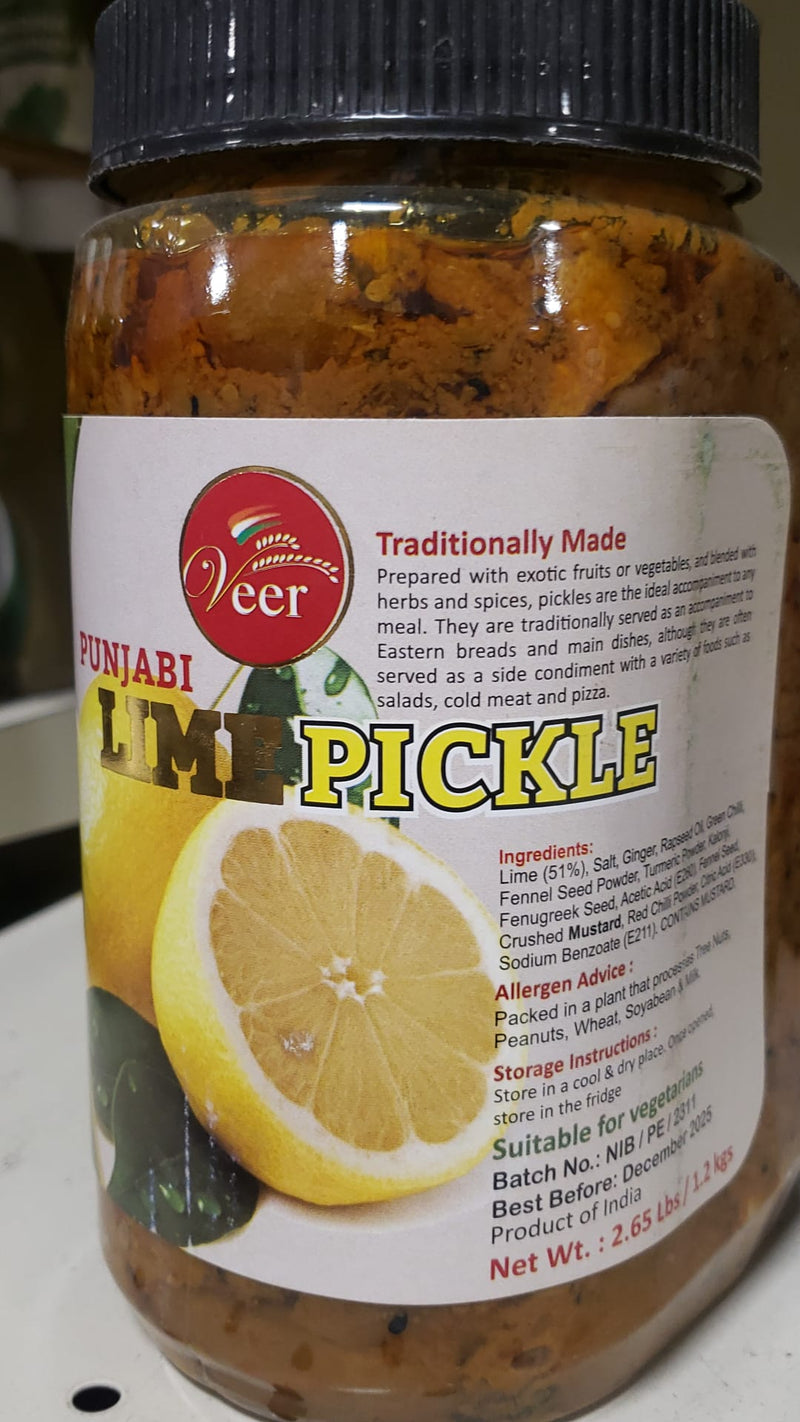 Veer
PUNJABI
LIME PICKLE
Traditionally Made
Prepared with exotic fruits or vegetables, and blended with
herbs and spices, pickles are the ideal accompaniment to any
meal. They are traditionally served as an accompaniment to
Eastern breads and main dishes, although they are often
served as a side condiment with a variety of foods such as
salads, cold meat and pizza.
Ingredients:
Lime (51%), Salt, Ginger, Rapseed Oil, Green Chilli,
Fennel Seed Powder, Turmeric Powder, Kalonji,
Fenugreek Seed, Acetic Acid (E260), Fennel Seed,
Crushed Mustard, Red Chilli Powder, Citric Acid (E330),
Sodium Benzoate (E211). CONTAINS MUSTARD.
Allergen Advice :
Packed in a plant that processes Tree Nuts,
Peanuts, Wheat, Soyabean & Milk.
Storage Instructions :
Store in a cool & dry place. Once opened,
store in the fridge
Suitable for vegetarians
Batch No.: NIB / PE / 2311
Best Before: December 2025
Product of India
Net Wt. : 2.65 Lbs / 1.2 kgs